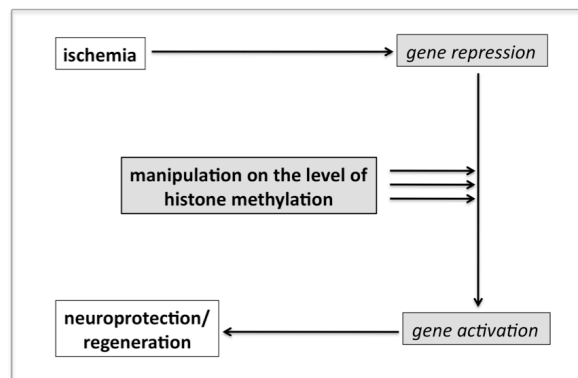 ischemia
gene repression
manipulation on the level of
histone methylation
neuroprotection/
regeneration
gene activation